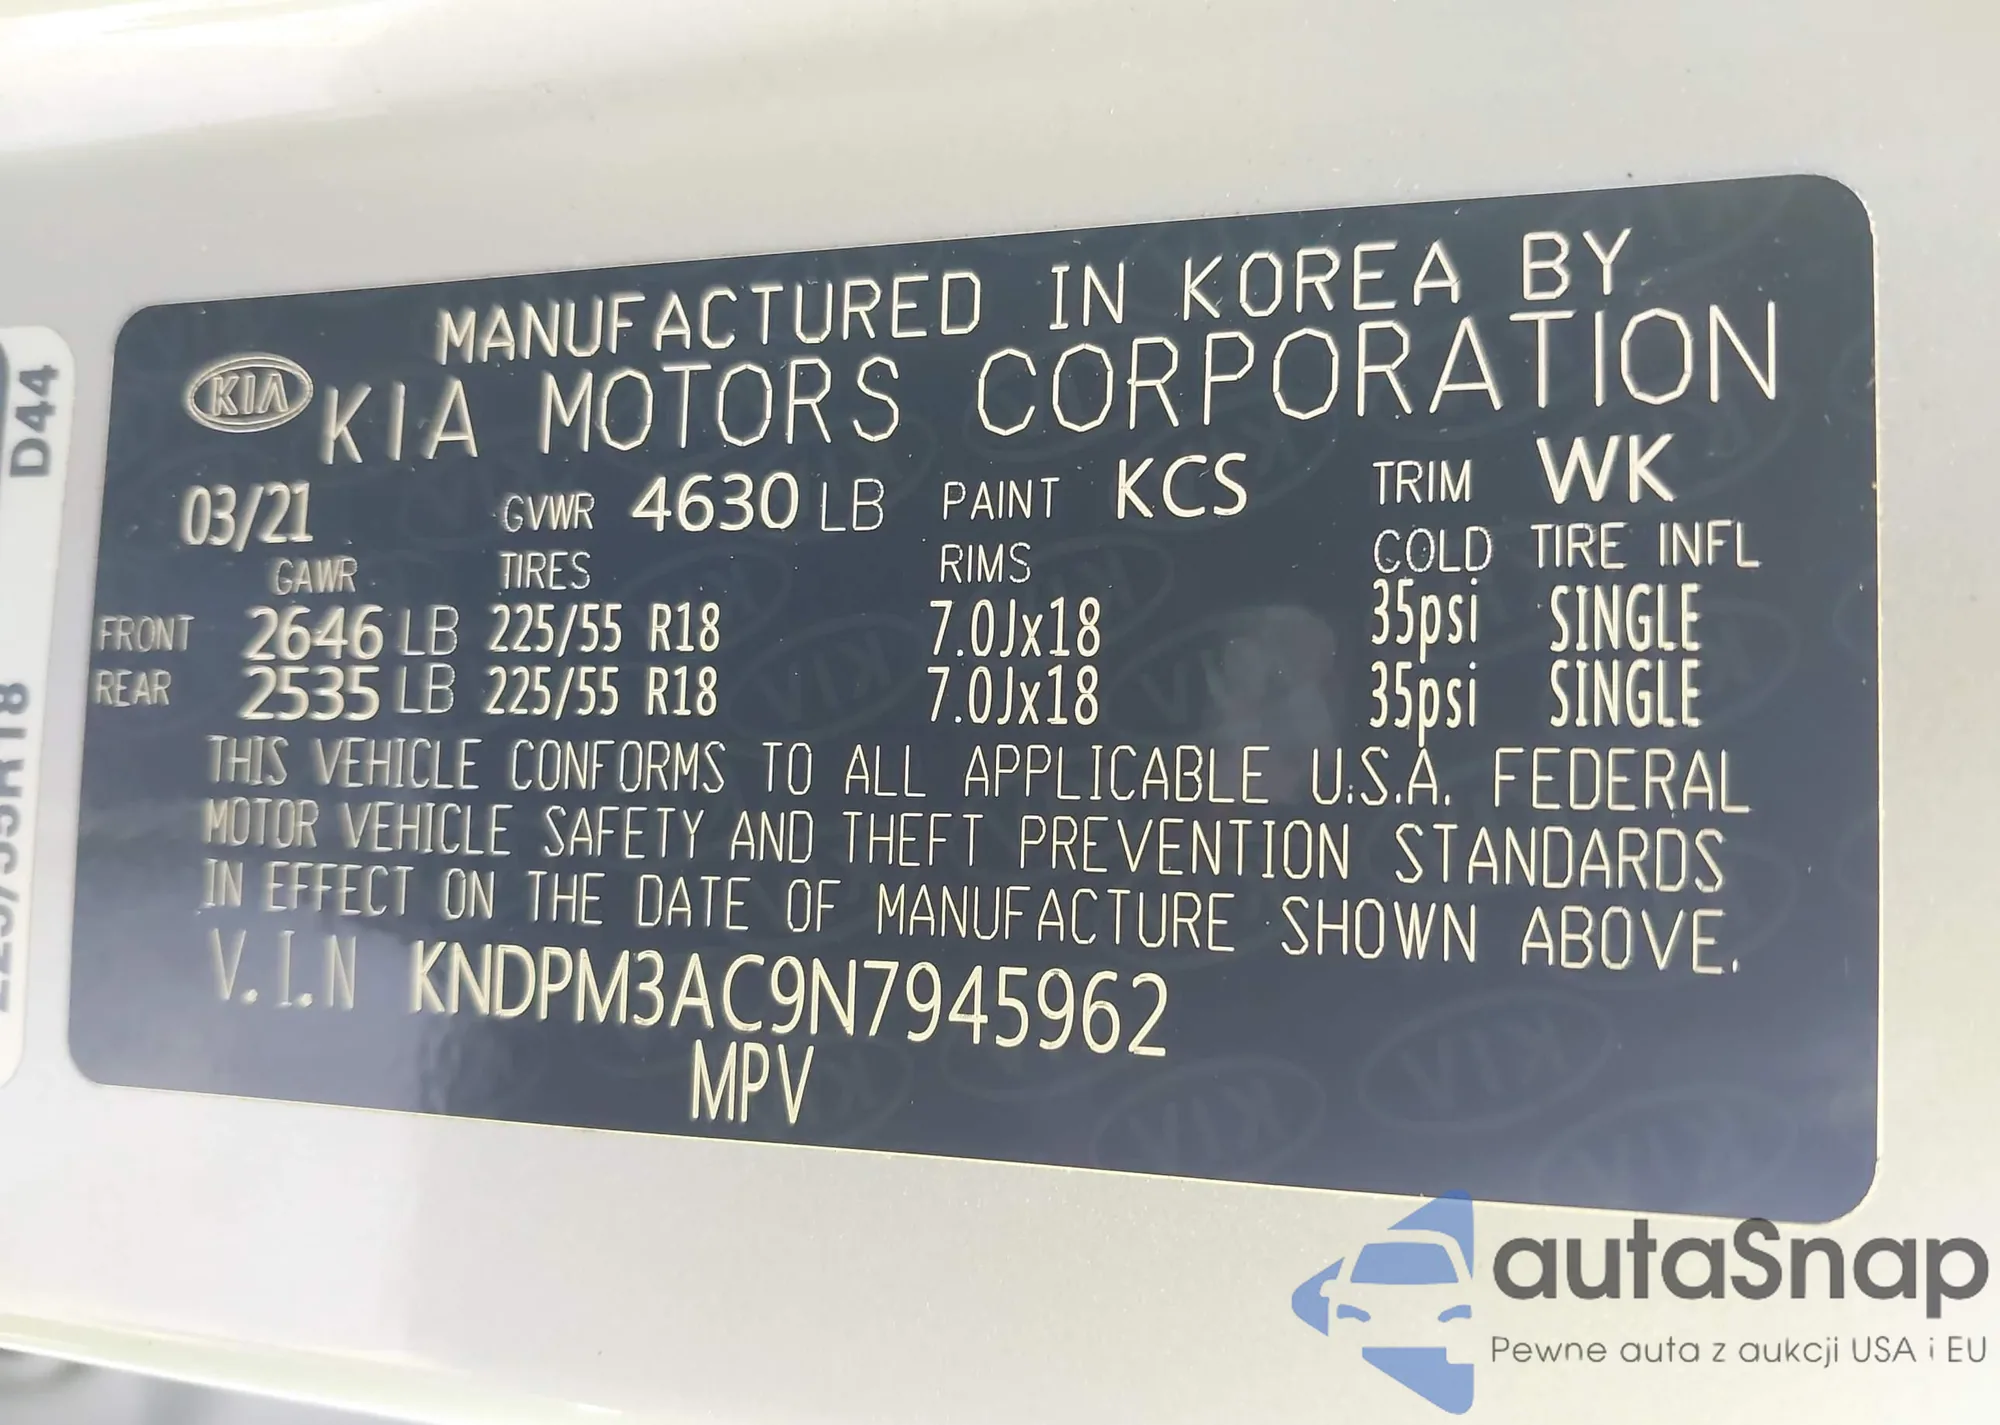 MANUFACTURED IN KOREA BY
KIA KIA MOTORS CORPORATION
03/21 GVWR 4630 LB PAINT KCS TRIM WK
GAWR TIRES RIMS COLD TIRE INFL
FRONT 2646 LB 225/55 R18 7.0Jx18 35psi SINGLE
REAR 2535 LB 225/55 R18 7.0Jx18 35psi SINGLE
THIS VEHICLE CONFORMS TO ALL APPLICABLE U.S.A. FEDERAL
MOTOR VEHICLE SAFETY AND THEFT PREVENTION STANDARDS
IN EFFECT ON THE DATE OF MANUFACTURE SHOWN ABOVE.
V.I.N KNDPM3AC9N7945962
MPV
D44
225/55R18
autaSnap
Pewne auta z aukcji USA i EU